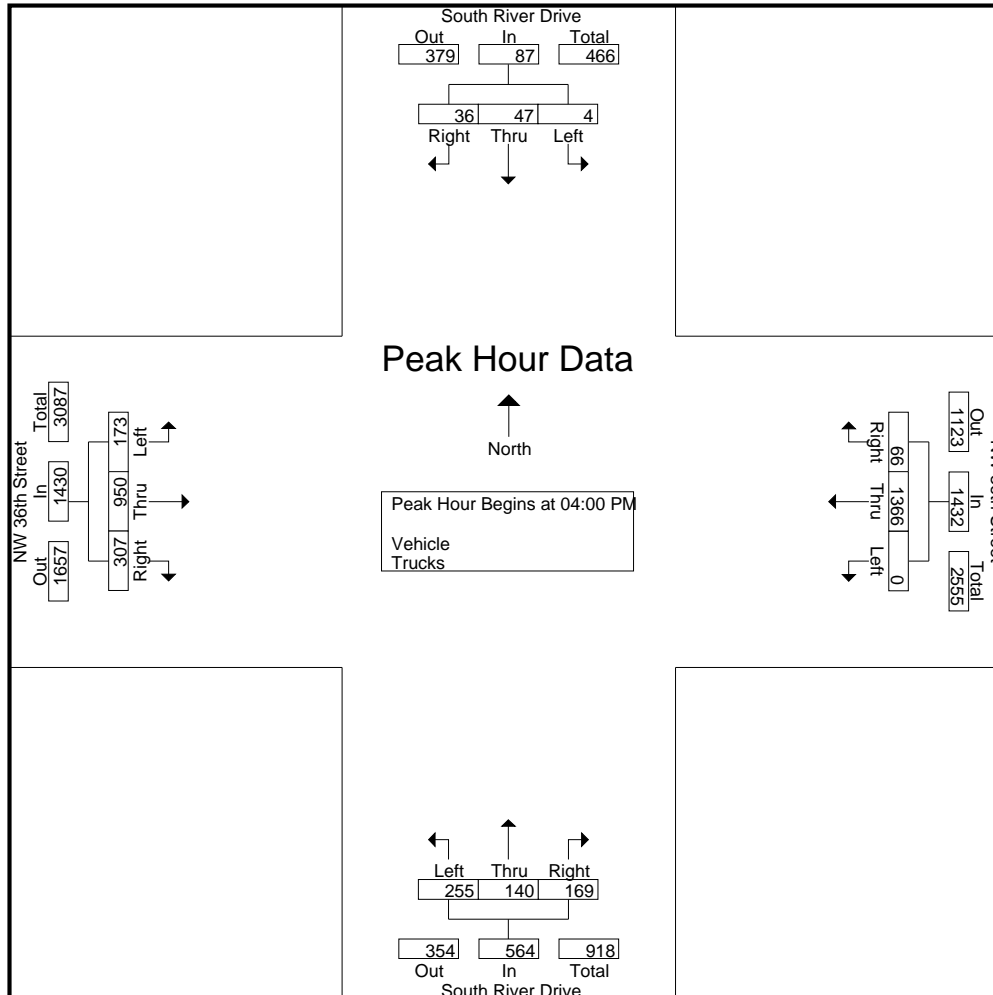 South River Drive
Out In Total
379 87 466
36 47 4
Right Thru Left
Peak Hour Data
North
Peak Hour Begins at 04:00 PM
Vehicle
Trucks
NW 36th Street
Total In Out
3087 1430 1657
173 950 307
Left Thru Right
Out In Total
1123 1432 2555
66 1366 0
Right Thru Left
Left Thru Right
255 140 169
354 564 918
Out In Total
South River Drive